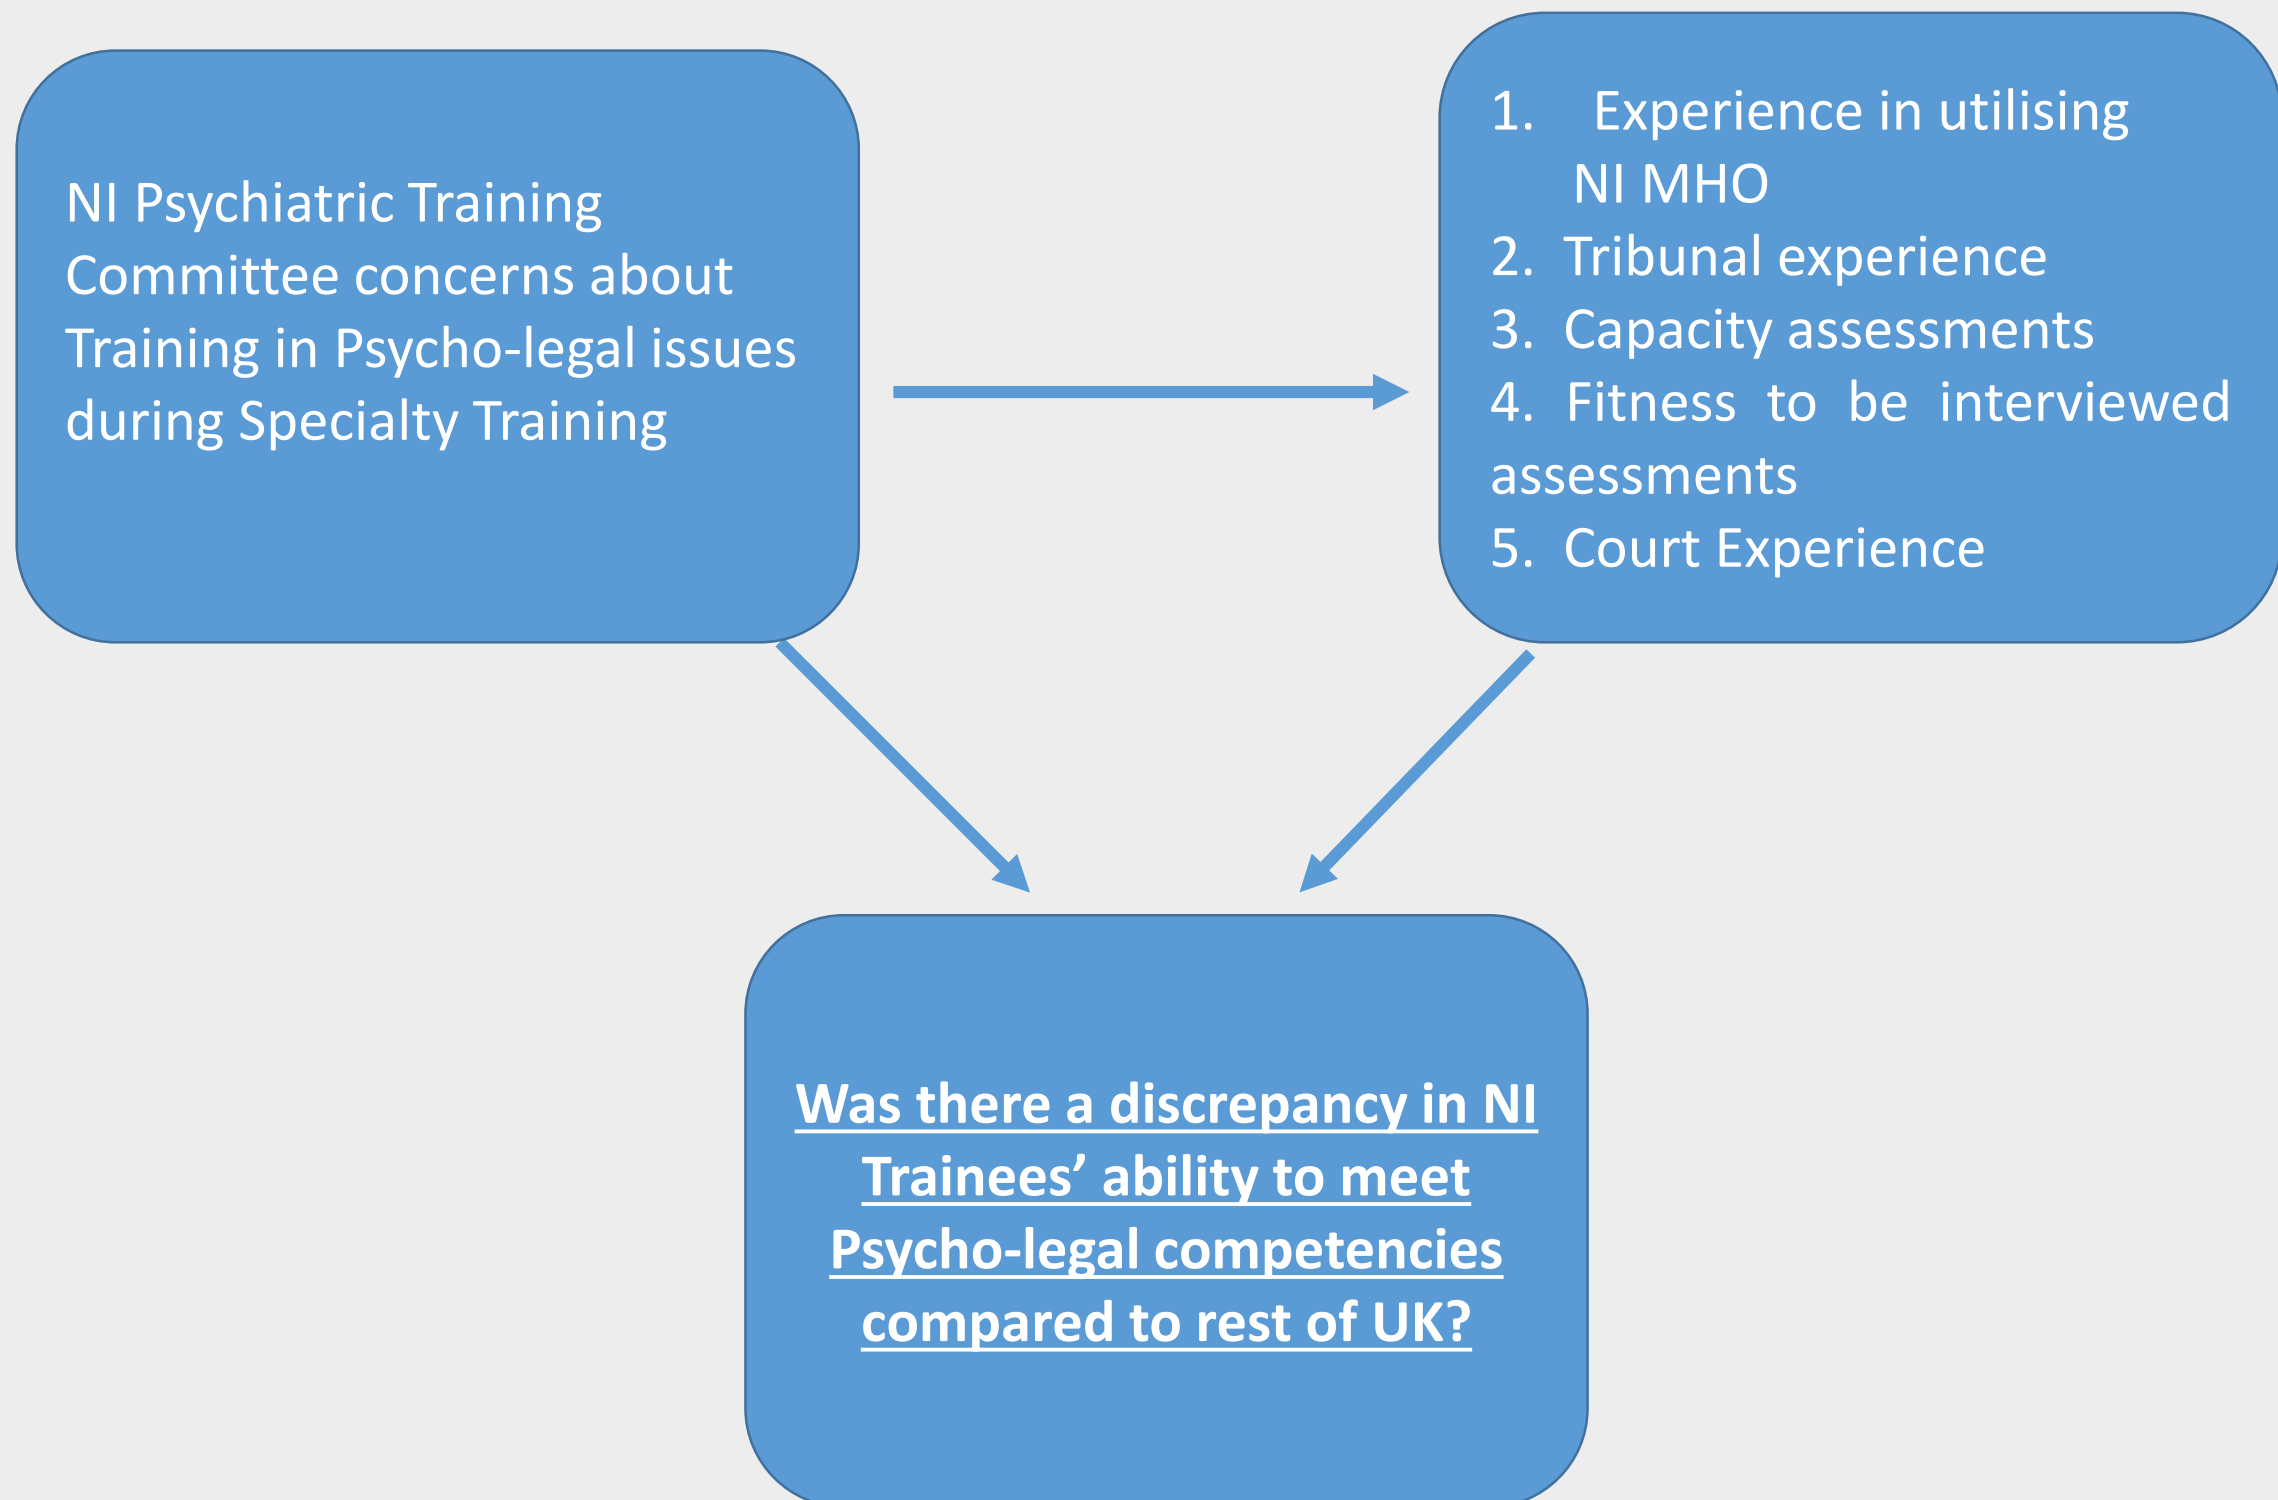 NI Psychiatric Training
Committee concerns about
Training in Psycho-legal issues
during Specialty Training
1. Experience in utilising
NI MHO
2. Tribunal experience
3. Capacity assessments
4. Fitness to be interviewed
assessments
5. Court Experience
Was there a discrepancy in NI
Trainees’ ability to meet
Psycho-legal competencies
compared to rest of UK?